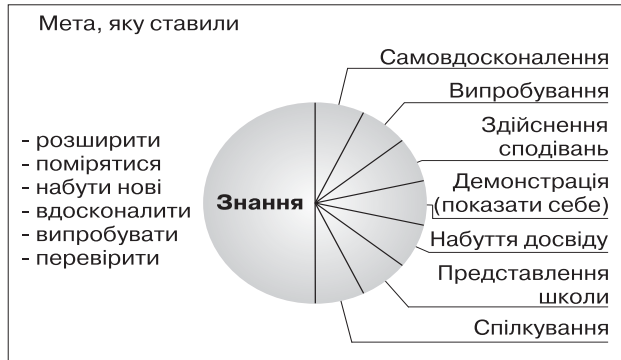 Мета, яку ставили
- розширити
- помірятися
- набути нові
- вдосконалити
- випробувати
- перевірити
Знання
Самовдосконалення
Випробування
Здійснення
сподівань
Демонстрація
(показати себе)
Набуття досвіду
Представлення
школи
Спілкування